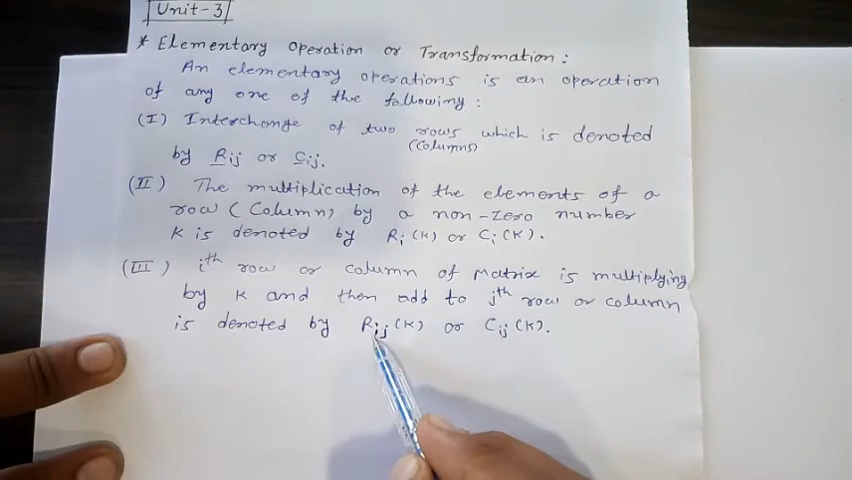 Unit-3
* Elementary Operation or Transformation:
An elementary operations is an operation
of any one of the following:
(I) Interchange of two rows which is denoted
(columns)
by Rij or Cij.
(II) The multiplication of the elements of a
row (Column) by a non-zero number
K is denoted by Ri(K) or Ci(K).
(III) ith row or column of matrix is multiplying
by K and then add to jth row or column
is denoted by Rij(K) or Cij(K).